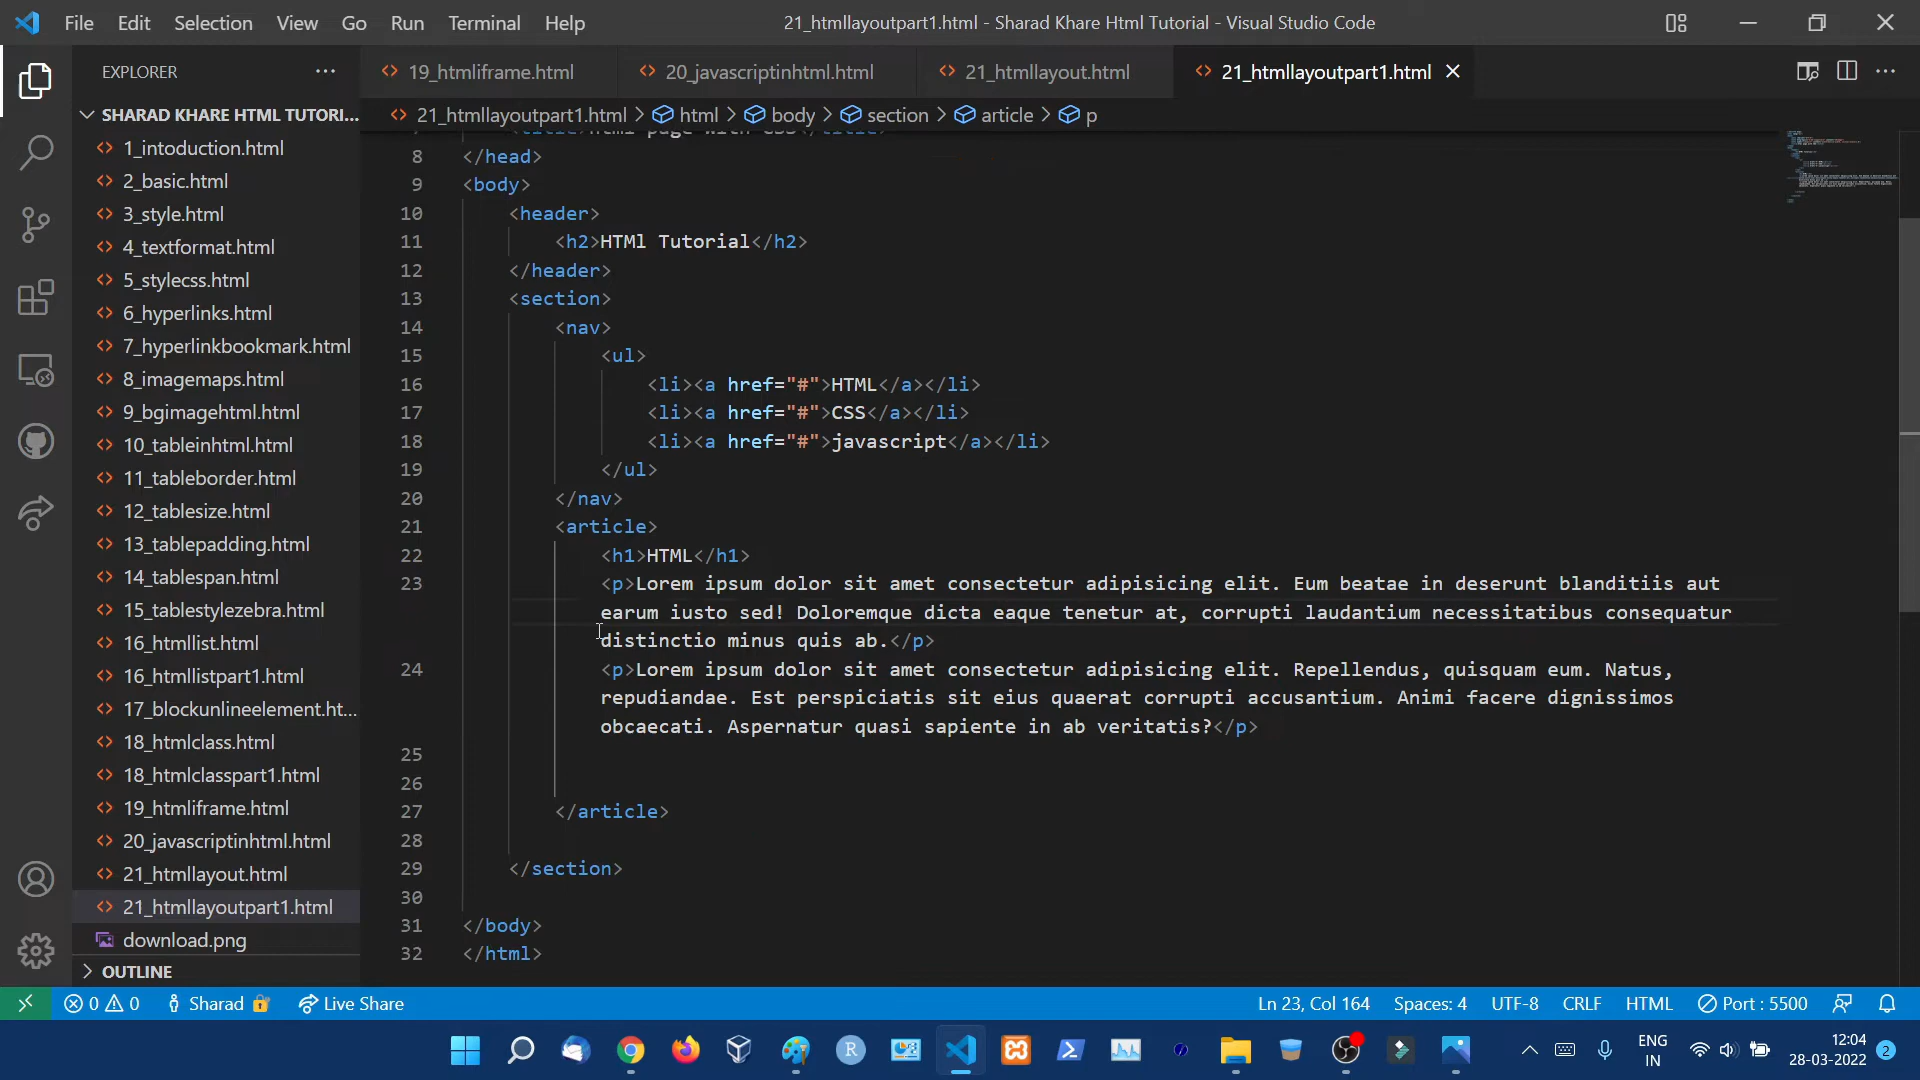 File Edit Selection View Go Run Terminal Help
21_htmllayoutpart1.html - Sharad Khare Html Tutorial - Visual Studio Code
EXPLORER
19_htmliframe.html
20_javascriptinhtml.html
21_htmllayout.html
21_htmllayoutpart1.html
SHARAD KHARE HTML TUTORI...
21_htmllayoutpart1.html > html > body > section > article > p
1_intoduction.html
2_basic.html
3_style.html
4_textformat.html
5_stylecss.html
6_hyperlinks.html
7_hyperlinkbookmark.html
8_imagemaps.html
9_bgimagehtml.html
10_tableinhtml.html
11_tableborder.html
12_tablesize.html
13_tablepadding.html
14_tablespan.html
15_tablestylezebra.html
16_htmllist.html
16_htmllistpart1.html
17_blockunlineelement.ht...
18_htmlclass.html
18_htmlclasspart1.html
19_htmliframe.html
20_javascriptinhtml.html
21_htmllayout.html
21_htmllayoutpart1.html
download.png
OUTLINE
<title>html page with CSS</title>
8 </head>
9 <body>
10 <header>
11 <h2>HTMl Tutorial</h2>
12 </header>
13 <section>
14 <nav>
15 <ul>
16 <li><a href="#">HTML</a></li>
17 <li><a href="#">CSS</a></li>
18 <li><a href="#">javascript</a></li>
19 </ul>
20 </nav>
21 <article>
22 <h1>HTML</h1>
23 <p>Lorem ipsum dolor sit amet consectetur adipisicing elit. Eum beatae in deserunt blanditiis aut
earum iusto sed! Doloremque dicta eaque tenetur at, corrupti laudantium necessitatibus consequatur
distinctio minus quis ab.</p>
24 <p>Lorem ipsum dolor sit amet consectetur adipisicing elit. Repellendus, quisquam eum. Natus,
repudiandae. Est perspiciatis sit eius quaerat corrupti accusantium. Animi facere dignissimos
obcaecati. Aspernatur quasi sapiente in ab veritatis?</p>
25
26
27 </article>
28
29 </section>
30
31 </body>
32 </html>
0 0 Sharad Live Share
Ln 23, Col 164 Spaces: 4 UTF-8 CRLF HTML Port : 5500
R
ENG
IN
12:04
28-03-2022
2